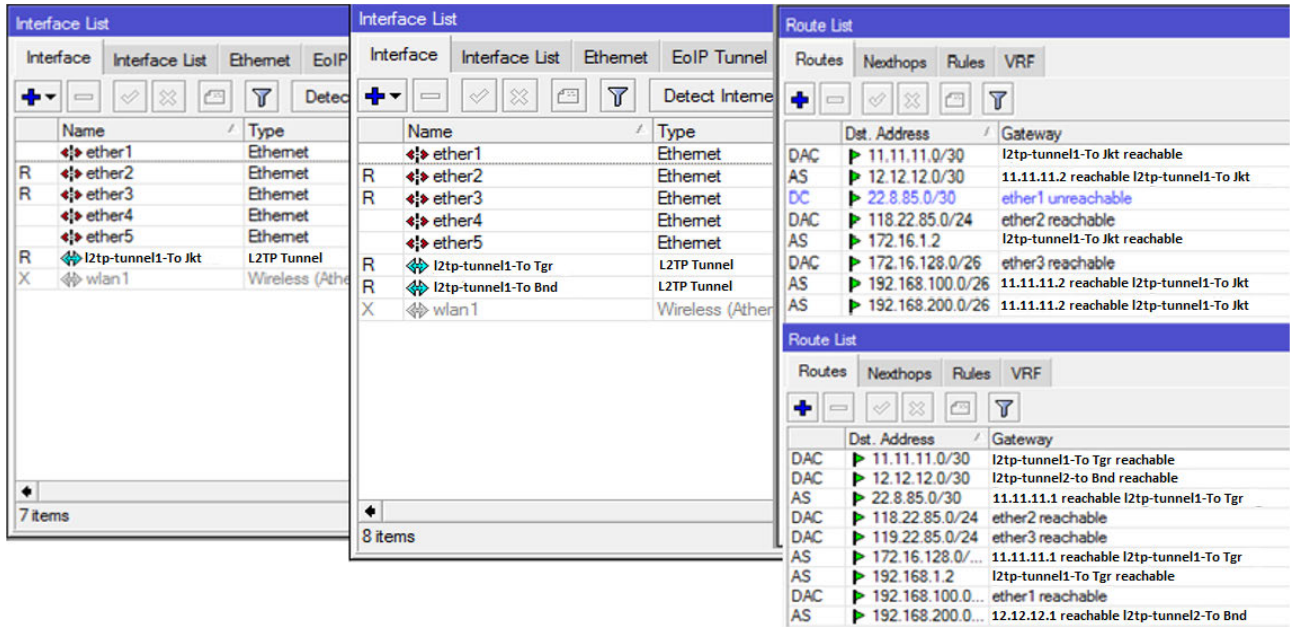 Interface List
Interface Interface List Ethernet EoIP
Detec
Name / Type
ether1 Ethernet
R ether2 Ethernet
R ether3 Ethernet
ether4 Ethernet
ether5 Ethernet
R l2tp-tunnel1-To Jkt L2TP Tunnel
X wlan1 Wireless (Athe
7 items
Interface List
Interface Interface List Ethernet EoIP Tunnel
Detect Interne
Name / Type
ether1 Ethernet
R ether2 Ethernet
R ether3 Ethernet
ether4 Ethernet
ether5 Ethernet
R l2tp-tunnel1-To Tgr L2TP Tunnel
R l2tp-tunnel1-To Bnd L2TP Tunnel
X wlan1 Wireless (Ather
8 items
Route List
Routes Nexthops Rules VRF
Dst. Address / Gateway
DAC 11.11.11.0/30 l2tp-tunnel1-To Jkt reachable
AS 12.12.12.0/30 11.11.11.2 reachable l2tp-tunnel1-To Jkt
DC 22.8.85.0/30 ether1 unreachable
DAC 118.22.85.0/24 ether2 reachable
AS 172.16.1.2 l2tp-tunnel1-To Jkt reachable
DAC 172.16.128.0/26 ether3 reachable
AS 192.168.100.0/26 11.11.11.2 reachable l2tp-tunnel1-To Jkt
AS 192.168.200.0/26 11.11.11.2 reachable l2tp-tunnel1-To Jkt
Route List
Routes Nexthops Rules VRF
Dst. Address / Gateway
DAC 11.11.11.0/30 l2tp-tunnel1-To Tgr reachable
DAC 12.12.12.0/30 l2tp-tunnel2-to Bnd reachable
AS 22.8.85.0/30 11.11.11.1 reachable l2tp-tunnel1-To Tgr
DAC 118.22.85.0/24 ether2 reachable
DAC 119.22.85.0/24 ether3 reachable
AS 172.16.128.0/... 11.11.11.1 reachable l2tp-tunnel1-To Tgr
AS 192.168.1.2 l2tp-tunnel1-To Tgr reachable
DAC 192.168.100.0... ether1 reachable
AS 192.168.200.0... 12.12.12.1 reachable l2tp-tunnel2-To Bnd